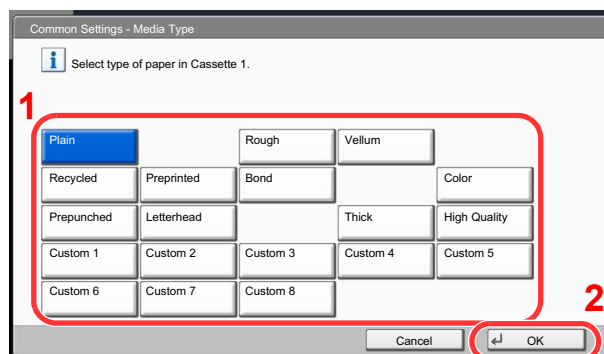 Common Settings - Media Type
i Select type of paper in Cassette 1.
1
Plain Rough Vellum
Recycled Preprinted Bond Color
Prepunched Letterhead Thick High Quality
Custom 1 Custom 2 Custom 3 Custom 4 Custom 5
Custom 6 Custom 7 Custom 8
2
Cancel OK